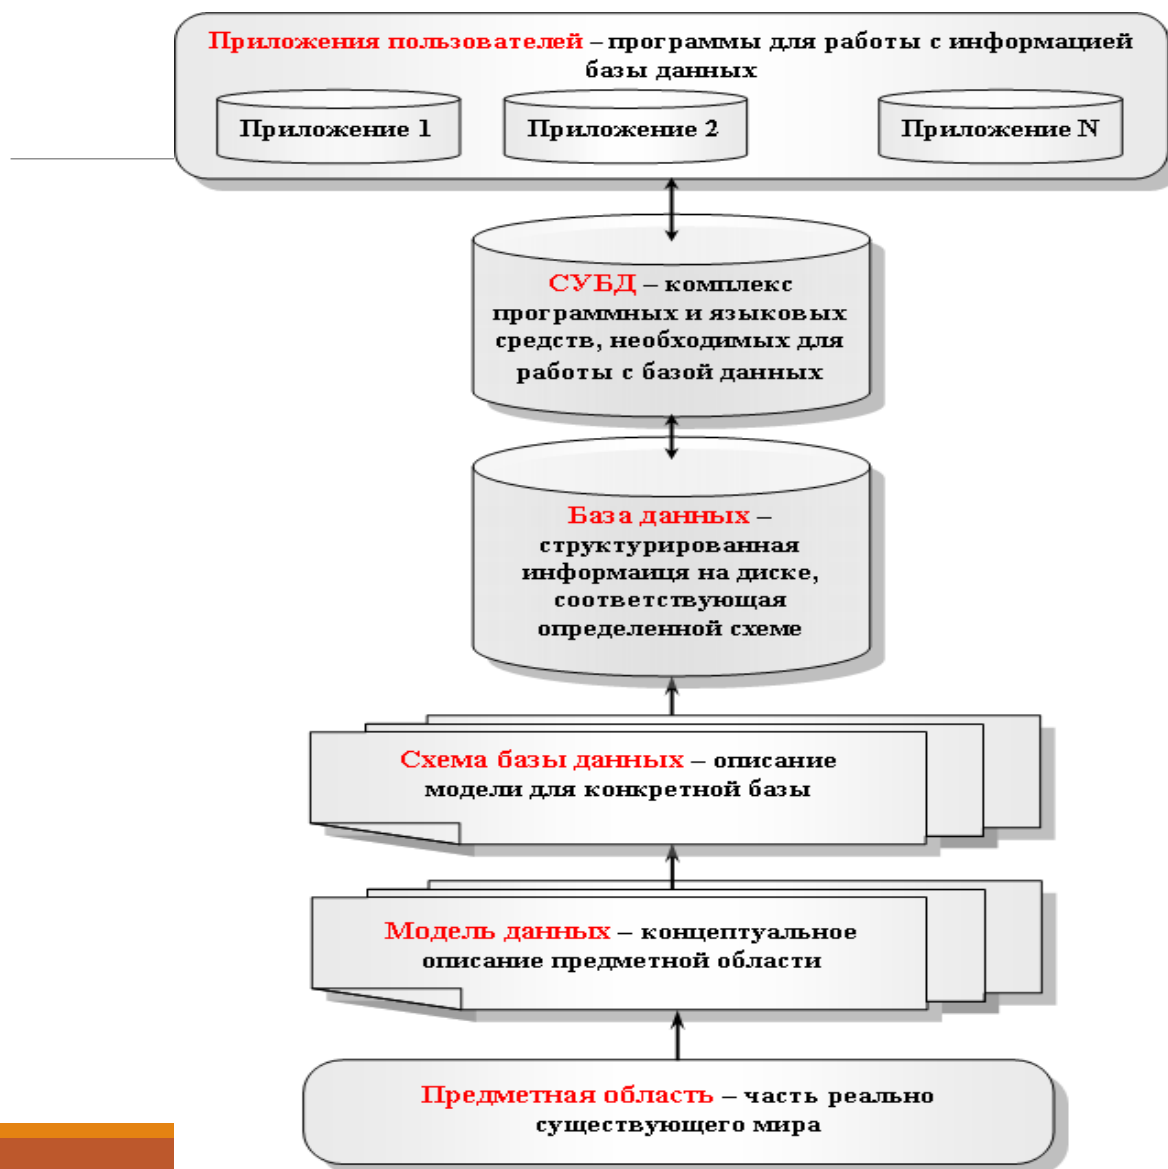 Приложения пользователей – программы для работы с информацией
базы данных
Приложение 1
Приложение 2
Приложение N
СУБД – комплекс
программных и языковых
средств, необходимых для
работы с базой данных
База данных –
структурированная
информаиця на диске,
соответствующая
определенной схеме
Схема базы данных – описание
модели для конкретной базы
Модель данных – концептуальное
описание предметной области
Предметная область – часть реально
существующего мира